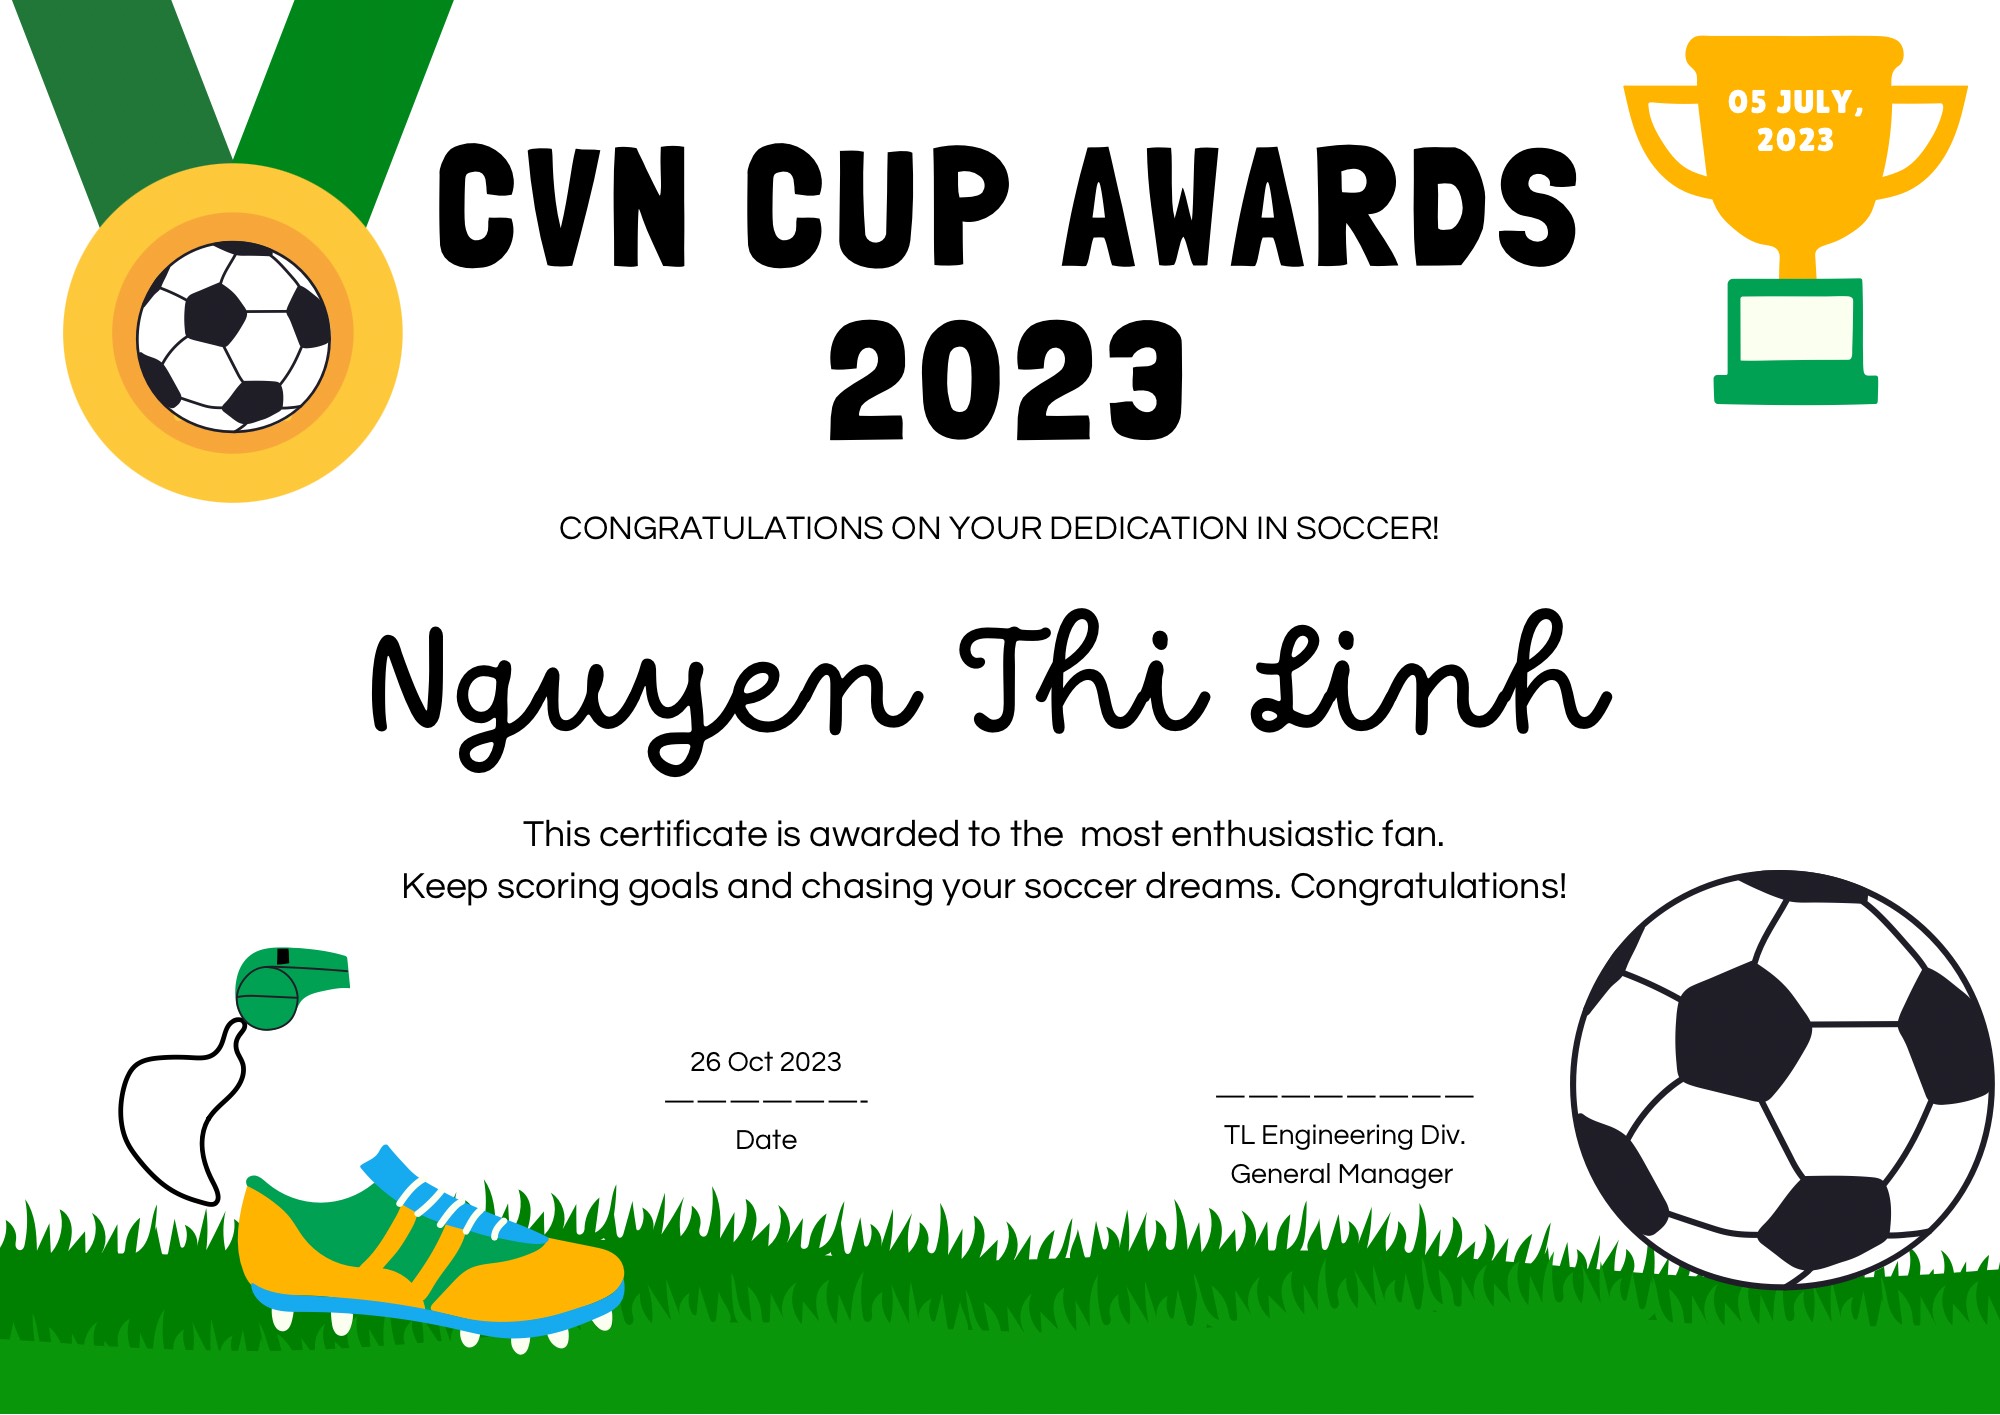 05 JULY,
2023
CVN CUP AWARDS
2023
CONGRATULATIONS ON YOUR DEDICATION IN SOCCER!
Nguyen Thi Linh
This certificate is awarded to the  most enthusiastic fan.
Keep scoring goals and chasing your soccer dreams. Congratulations!
26 Oct 2023
——————-
Date
————————
TL Engineering Div.
General Manager